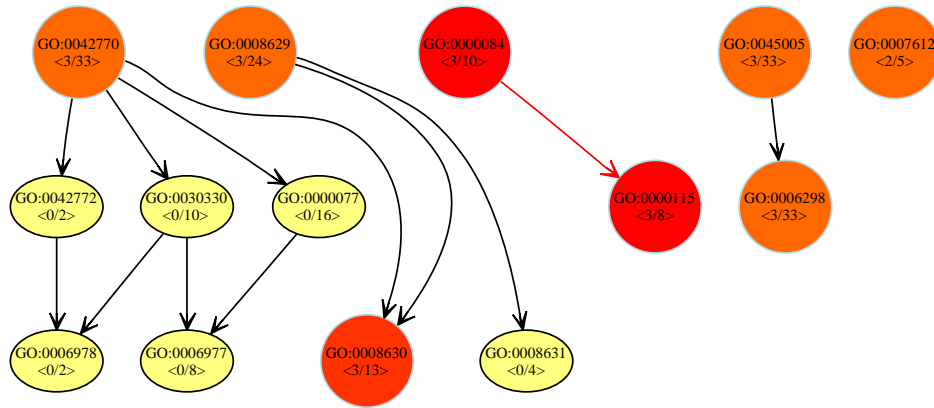 GO:0042770
<3/33>
GO:0008629
<3/24>
GO:0000084
<3/10>
GO:0045005
<3/33>
GO:0007612
<2/5>
GO:0042772
<0/2>
GO:0030330
<0/10>
GO:0000077
<0/16>
GO:0000115
<3/8>
GO:0006298
<3/33>
GO:0006978
<0/2>
GO:0006977
<0/8>
GO:0008630
<3/13>
GO:0008631
<0/4>